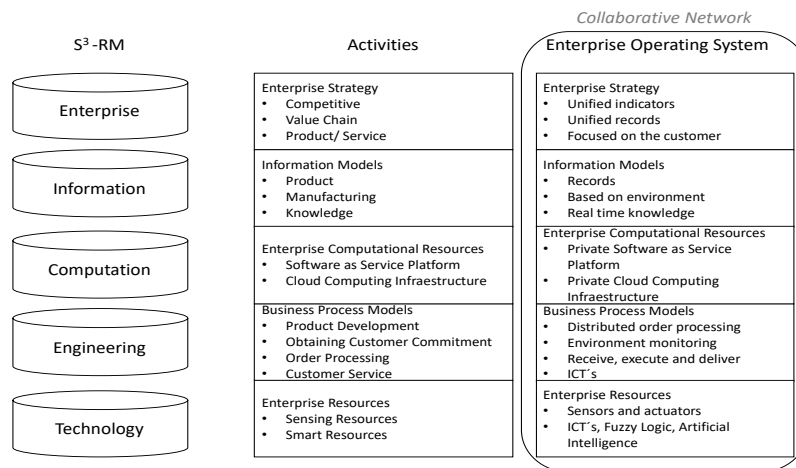 Collaborative Network
S³ -RM
Activities
Enterprise Operating System
Enterprise
Enterprise Strategy
• Competitive
• Value Chain
• Product/ Service
Enterprise Strategy
• Unified indicators
• Unified records
• Focused on the customer
Information
Information Models
• Product
• Manufacturing
• Knowledge
Information Models
• Records
• Based on environment
• Real time knowledge
Computation
Enterprise Computational Resources
• Software as Service Platform
• Cloud Computing Infraestructure
Enterprise Computational Resources
• Private Software as Service
Platform
• Private Cloud Computing
Infraestructure
Engineering
Business Process Models
• Product Development
• Obtaining Customer Commitment
• Order Processing
• Customer Service
Business Process Models
• Distributed order processing
• Environment monitoring
• Receive, execute and deliver
• ICT´s
Technology
Enterprise Resources
• Sensing Resources
• Smart Resources
Enterprise Resources
• Sensors and actuators
• ICT´s, Fuzzy Logic, Artificial
Intelligence